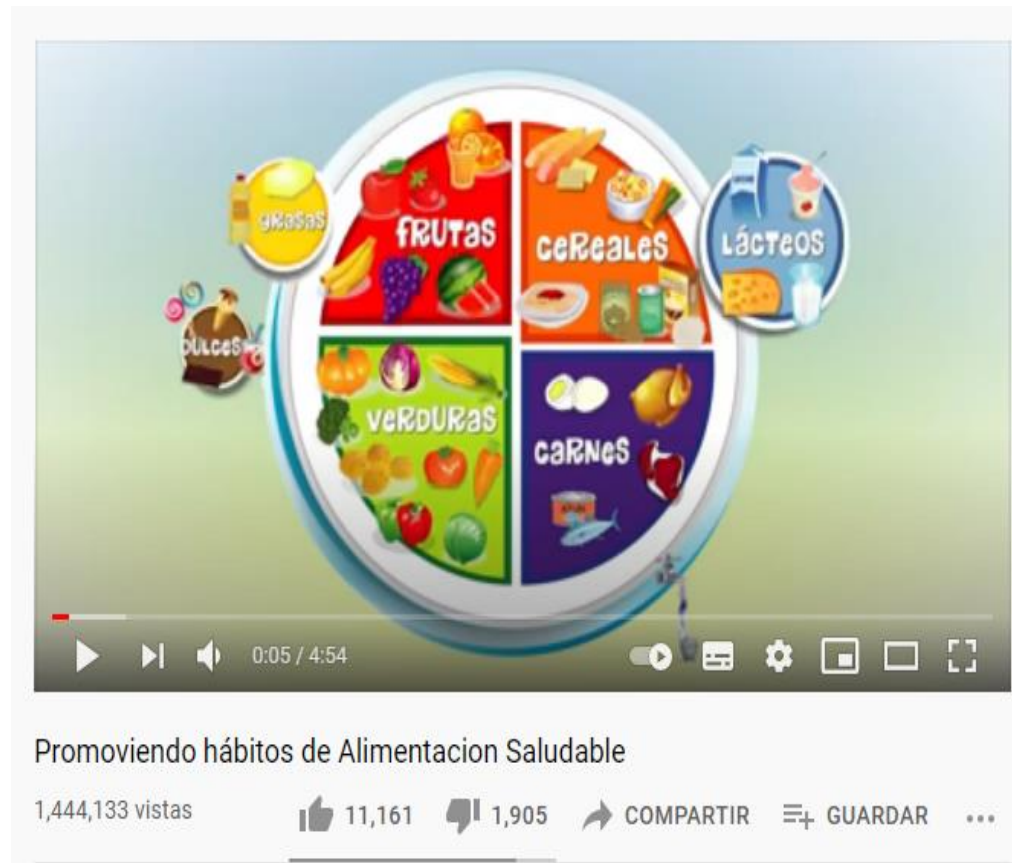 FRUTAS
CeReaLes
gRasas
LÁCTeOS
DULCeS
VeRDURas
CaRNeS
0:05 / 4:54
Promoviendo hábitos de Alimentacion Saludable
1,444,133 vistas 11,161 1,905 COMPARTIR GUARDAR